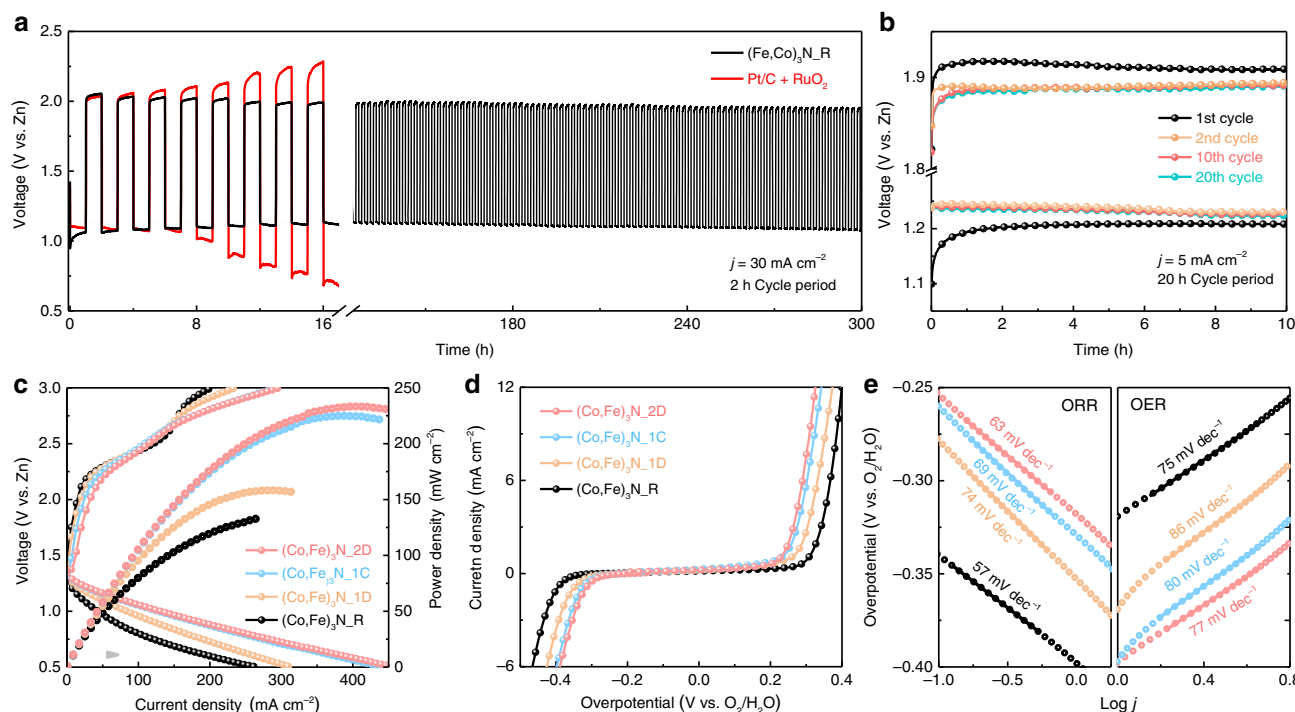 a
(Fe,Co)₃N_R
Pt/C + RuO₂
2.5
2.0
1.5
1.0
0.5
Voltage (V vs. Zn)
j = 30 mA cm⁻²
2 h Cycle period
0 4 8 12 16 180 240 300
Time (h)
b
1.9
1.8
1.2
1.1
Voltage (V vs. Zn)
1st cycle
2nd cycle
10th cycle
20th cycle
j = 5 mA cm⁻²
20 h Cycle period
0 2 4 6 8 10
Time (h)
c
3.0
2.5
2.0
1.5
1.0
0.5
Voltage (V vs. Zn)
(Co,Fe)₃N_2D
(Co,Fe)₃N_1C
(Co,Fe)₃N_1D
(Co,Fe)₃N_R
250
200
150
100
50
0
Power density (mW cm⁻²)
0 100 200 300 400
Current density (mA cm⁻²)
d
12
6
0
−6
Curretn density (mA cm⁻²)
(Co,Fe)₃N_2D
(Co,Fe)₃N_1C
(Co,Fe)₃N_1D
(Co,Fe)₃N_R
−0.4 −0.2 0.0 0.2 0.4
Overpotential (V vs. O₂/H₂O)
e
−0.25
−0.30
−0.35
−0.40
Overpotential (V vs. O₂/H₂O)
ORR
63 mV dec⁻¹
69 mV dec⁻¹
74 mV dec⁻¹
57 mV dec⁻¹
OER
75 mV dec⁻¹
86 mV dec⁻¹
80 mV dec⁻¹
77 mV dec⁻¹
−1.0 −0.5 0.0 0.0 0.4 0.8
Log j